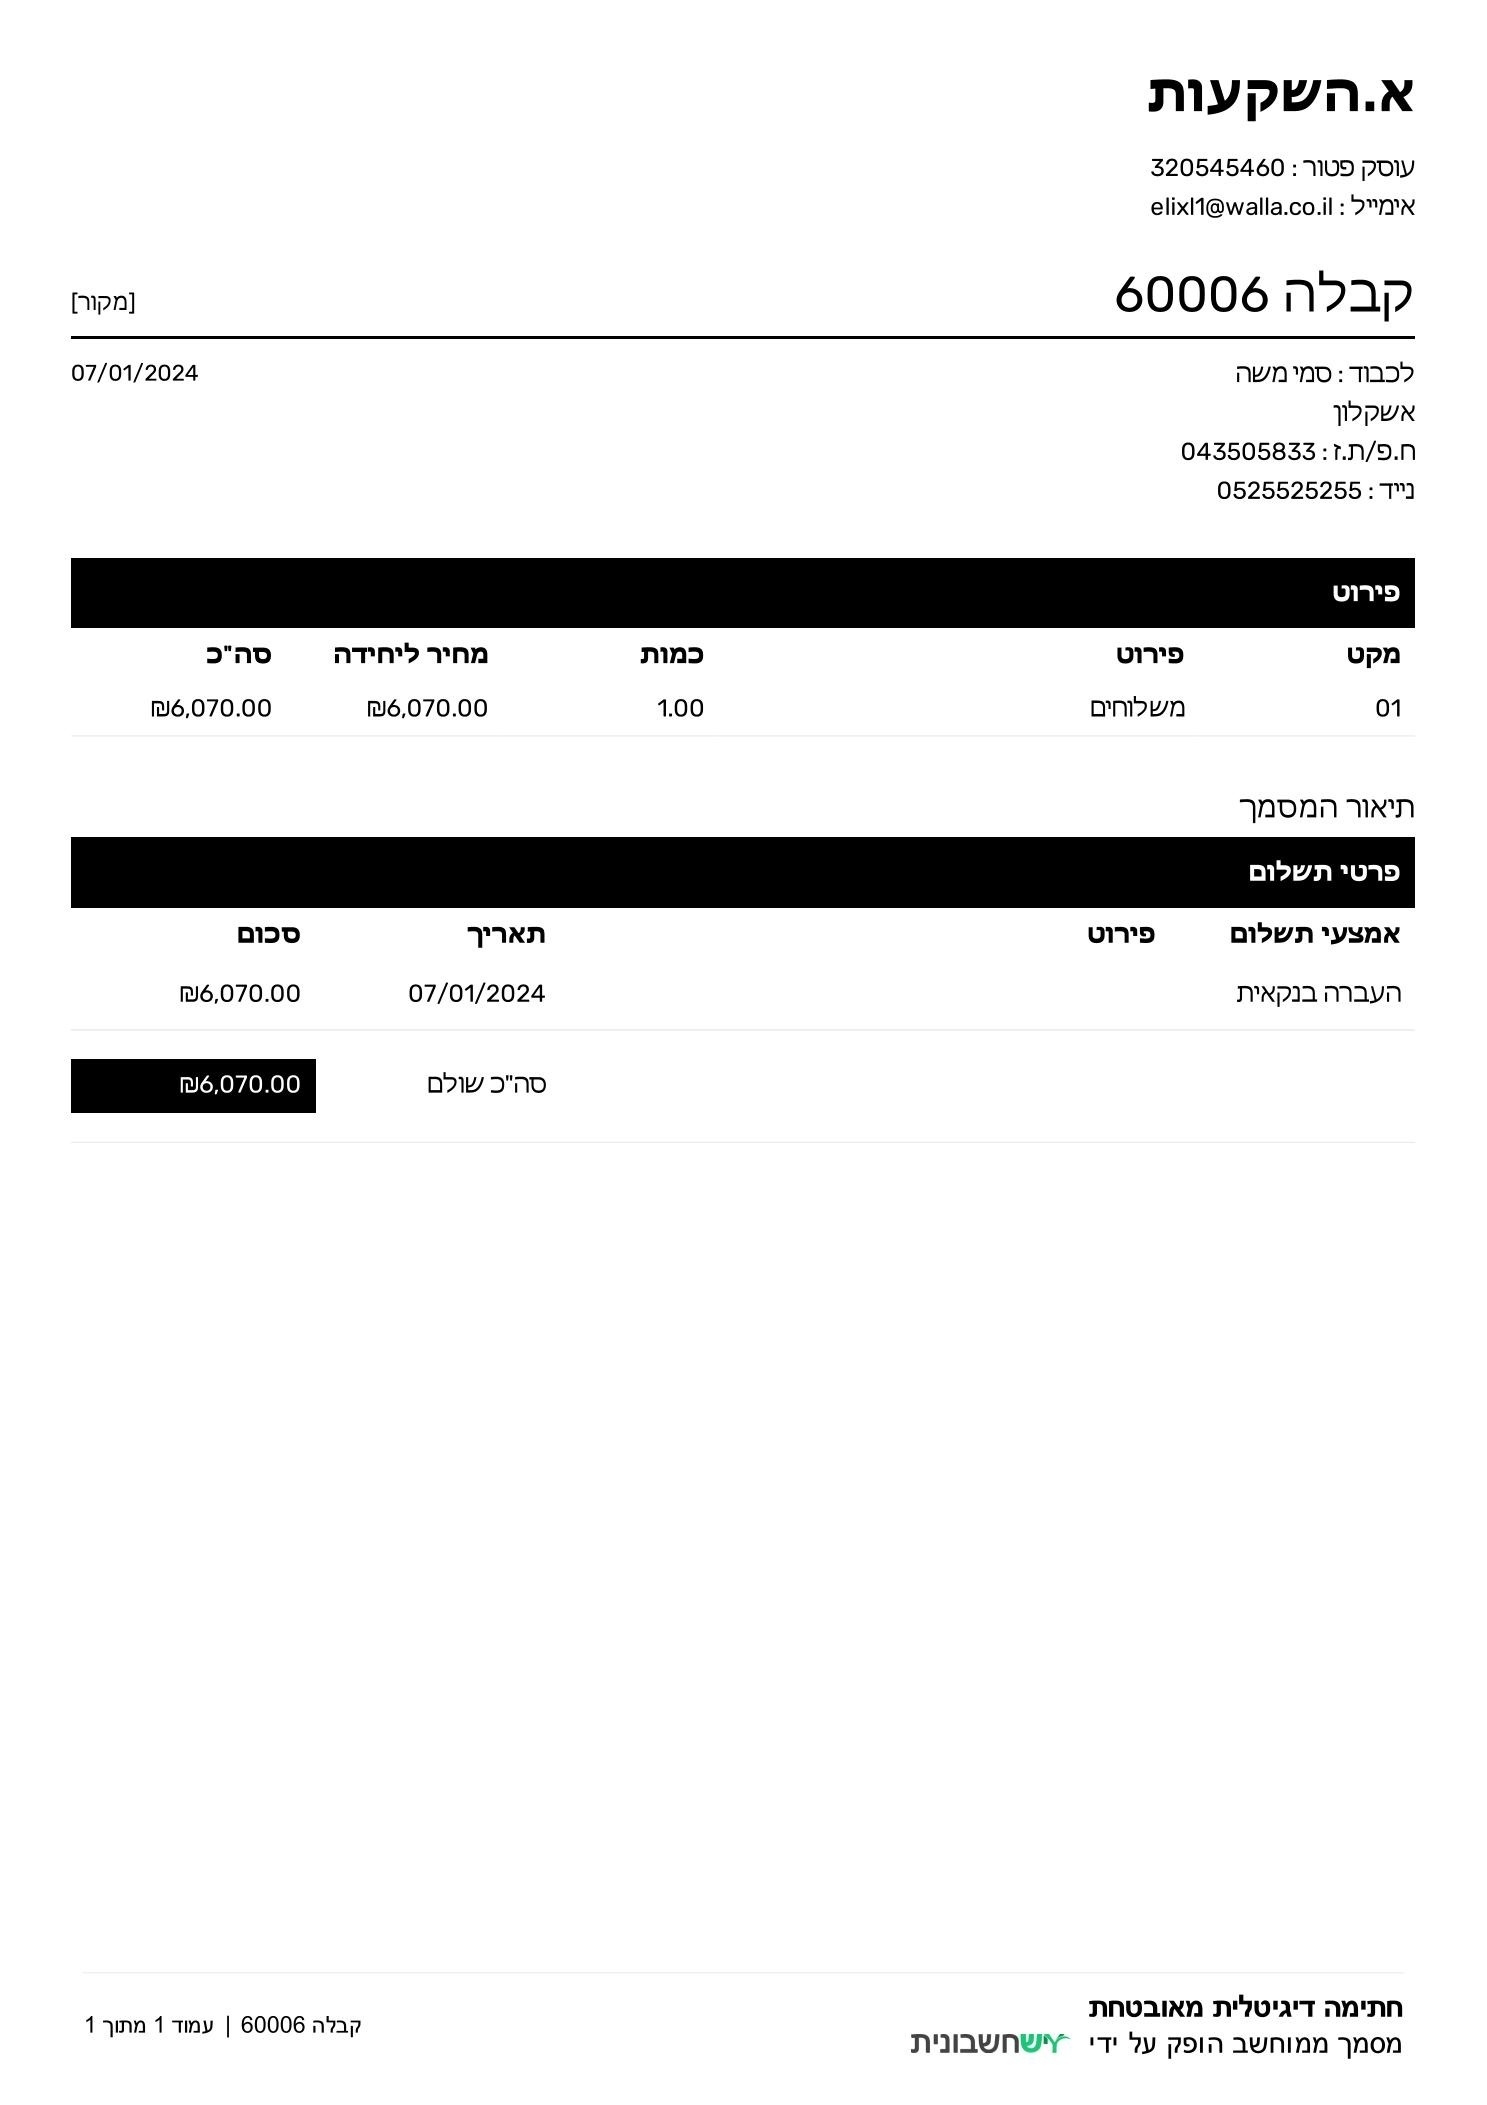 א.השקעות
עוסק פטור : 320545460
אימייל : elixl1@walla.co.il
קבלה 60006
[מקור]
לכבוד : סמי משה
07/01/2024
אשקלון
ח.פ/ת.ז : 043505833
נייד : 0525525255
פירוט
מקט פירוט כמות מחיר ליחידה סה"כ
01 משלוחים 1.00 ₪6,070.00 ₪6,070.00
תיאור המסמך
פרטי תשלום
אמצעי תשלום פירוט תאריך סכום
העברה בנקאית 07/01/2024 ₪6,070.00
סה"כ שולם ₪6,070.00
חתימה דיגיטלית מאובטחת
מסמך ממוחשב הופק על ידי ישחשבונית
קבלה 60006 | עמוד 1 מתוך 1